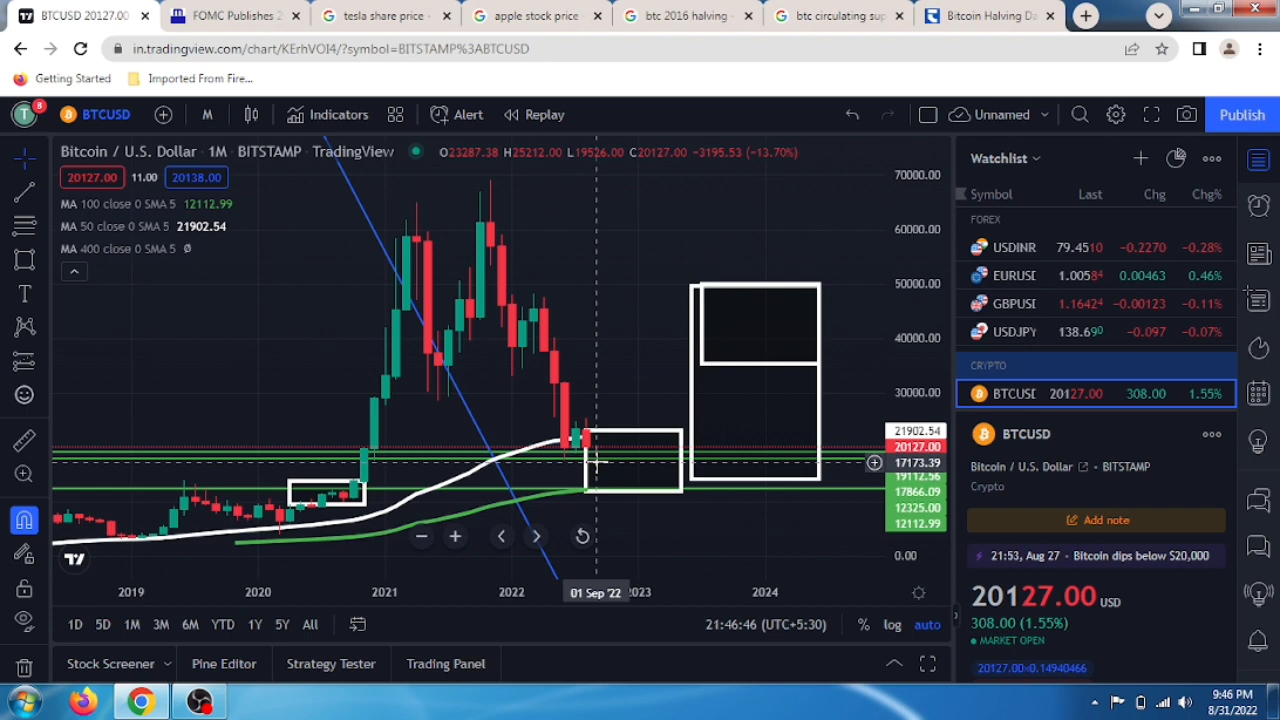 BTCUSD 20127.00
FOMC Publishes 2
tesla share price -
apple stock price
btc 2016 halving -
btc circulating sup
Bitcoin Halving Da
in.tradingview.com/chart/KErhVOI4/?symbol=BITSTAMP%3ABTCUSD
Getting Started
Imported From Fire...
T 8 BTCUSD M Indicators Alert Replay Unnamed Publish
Bitcoin / U.S. Dollar · 1M · BITSTAMP · TradingView
O23287.38 H25212.00 L19526.00 C20127.00 −3195.53 (−13.70%)
20127.00 11.00 20138.00
MA 100 close 0 SMA 5 12112.99
MA 50 close 0 SMA 5 21902.54
MA 400 close 0 SMA 5 Ø
70000.00
60000.00
50000.00
40000.00
30000.00
21902.54
20127.00
17173.39
19112.56
17866.09
12325.00
12112.99
0.00
2019 2020 2021 2022 01 Sep '22 2023 2024
1D 5D 1M 3M 6M YTD 1Y 5Y All
21:46:46 (UTC+5:30) % log auto
Stock Screener Pine Editor Strategy Tester Trading Panel
Watchlist
Symbol Last Chg Chg%
FOREX
USDINR 79.4510 −0.2270 −0.28%
EURUSI 1.00584 0.00463 0.46%
GBPUSI 1.16424 −0.00123 −0.11%
USDJPY 138.690 −0.097 −0.07%
CRYPTO
BTCUSI 20127.00 308.00 1.55%
BTCUSD
Bitcoin / U.S. Dollar · BITSTAMP
Crypto
Add note
21:53, Aug 27 · Bitcoin dips below $20,000
20127.00 USD
308.00 (1.55%)
MARKET OPEN
20127.00×0.14940466
9:46 PM
8/31/2022